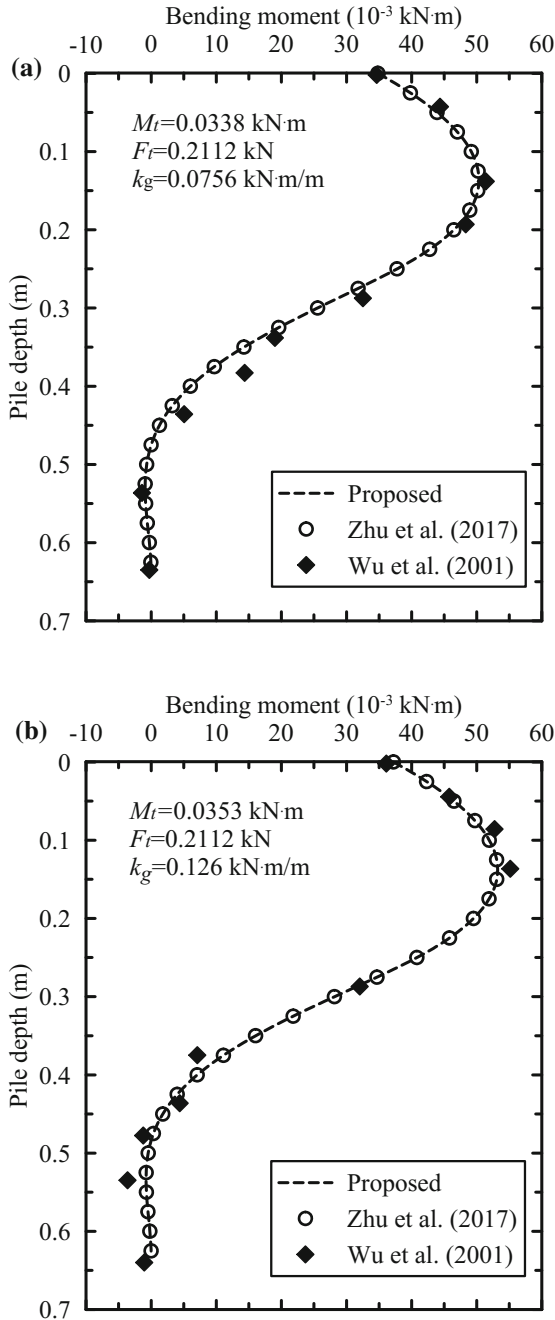 Bending moment (10-3 kN·m)
-10 0 10 20 30 40 50 60
(a)
0
Mt=0.0338 kN·m
Ft=0.2112 kN
kg=0.0756 kN·m/m
0.1
0.2
0.3
Pile depth (m)
0.4
0.5
0.6
0.7
Proposed
Zhu et al. (2017)
Wu et al. (2001)
Bending moment (10-3 kN·m)
-10 0 10 20 30 40 50 60
(b)
0
Mt=0.0353 kN·m
Ft=0.2112 kN
kg=0.126 kN·m/m
0.1
0.2
0.3
Pile depth (m)
0.4
0.5
0.6
0.7
Proposed
Zhu et al. (2017)
Wu et al. (2001)